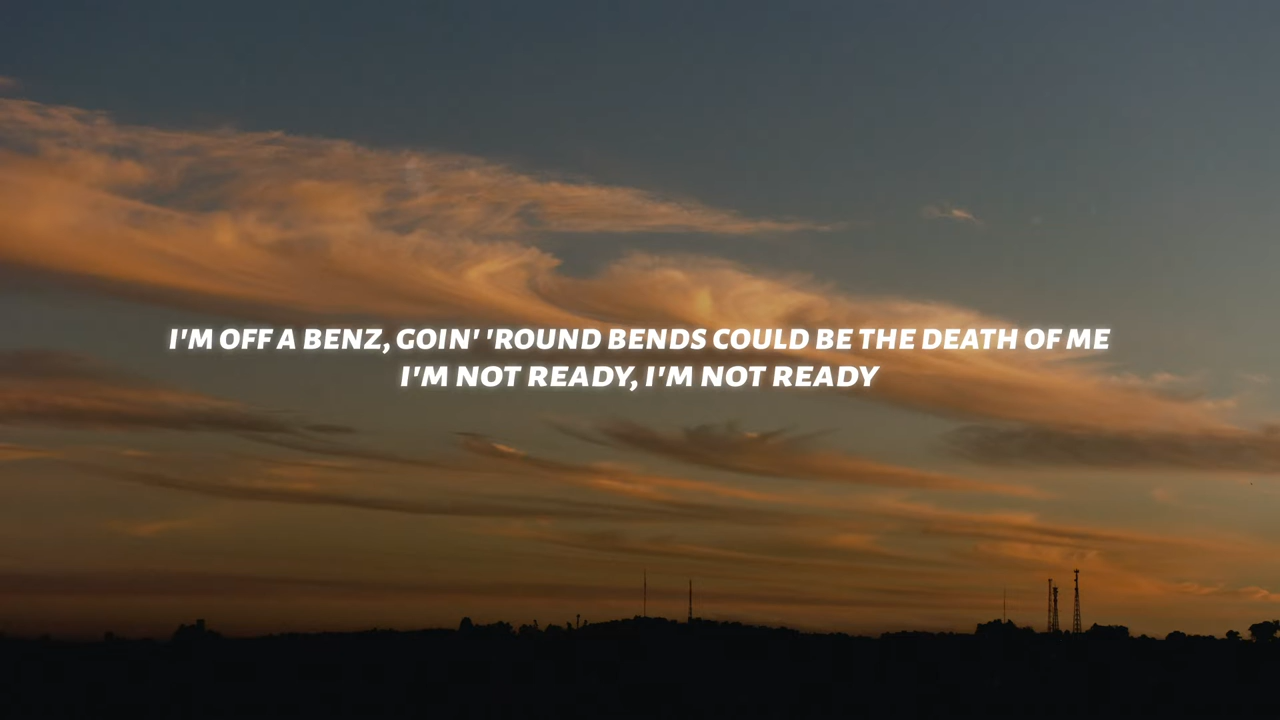 I'M OFF A BENZ, GOIN' 'ROUND BENDS COULD BE THE DEATH OF ME
I'M NOT READY, I'M NOT READY